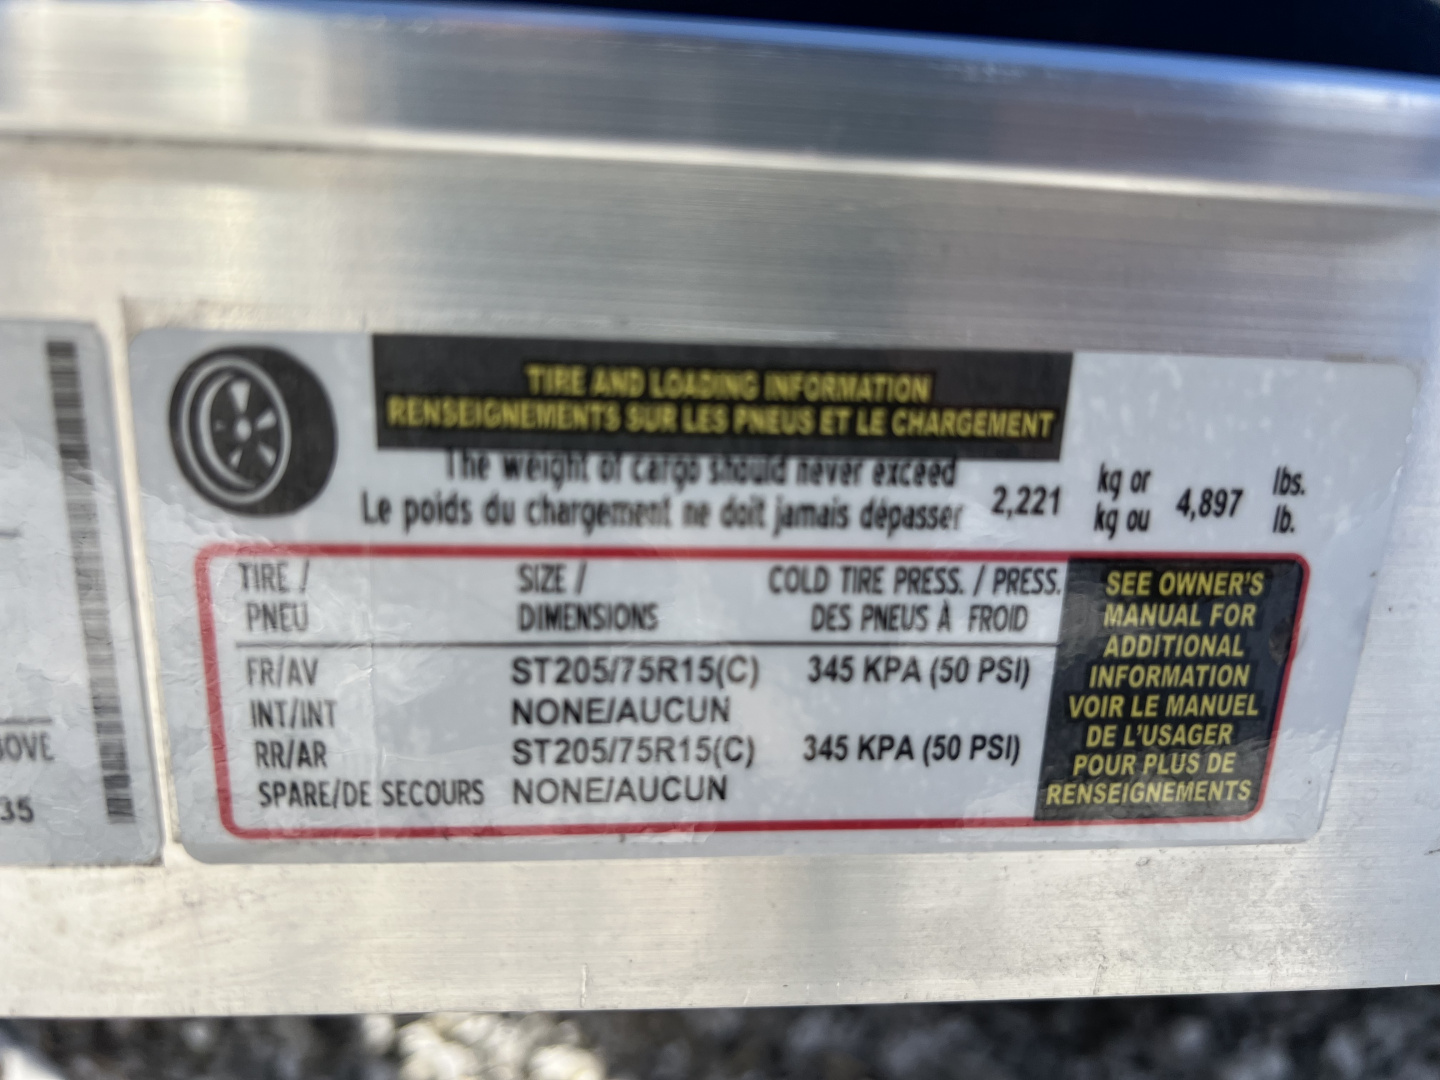 TIRE AND LOADING INFORMATION
RENSEIGNEMENTS SUR LES PNEUS ET LE CHARGEMENT
The weight of cargo should never exceed
Le poids du chargement ne doit jamais dépasser
2,221
kg or
kg ou
4,897
lbs.
lb.
TIRE / SIZE / COLD TIRE PRESS. / PRESS.
PNEU DIMENSIONS DES PNEUS À FROID
FR/AV ST205/75R15(C) 345 KPA (50 PSI)
INT/INT NONE/AUCUN
RR/AR ST205/75R15(C) 345 KPA (50 PSI)
SPARE/DE SECOURS NONE/AUCUN
SEE OWNER'S
MANUAL FOR
ADDITIONAL
INFORMATION
VOIR LE MANUEL
DE L'USAGER
POUR PLUS DE
RENSEIGNEMENTS
35